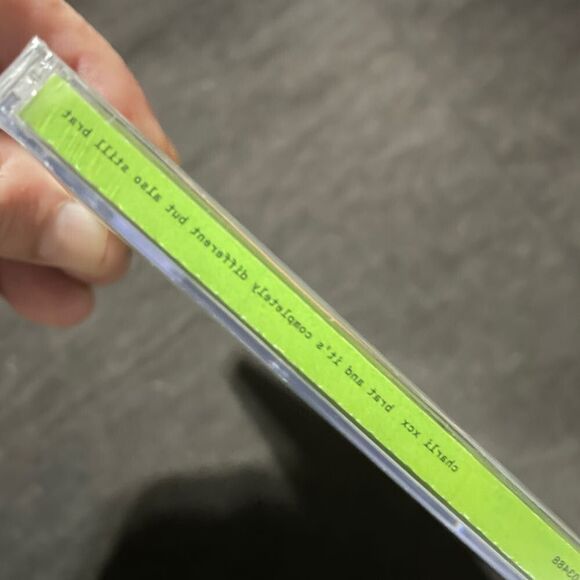 charli xcx brat and it's completely different but also still brat